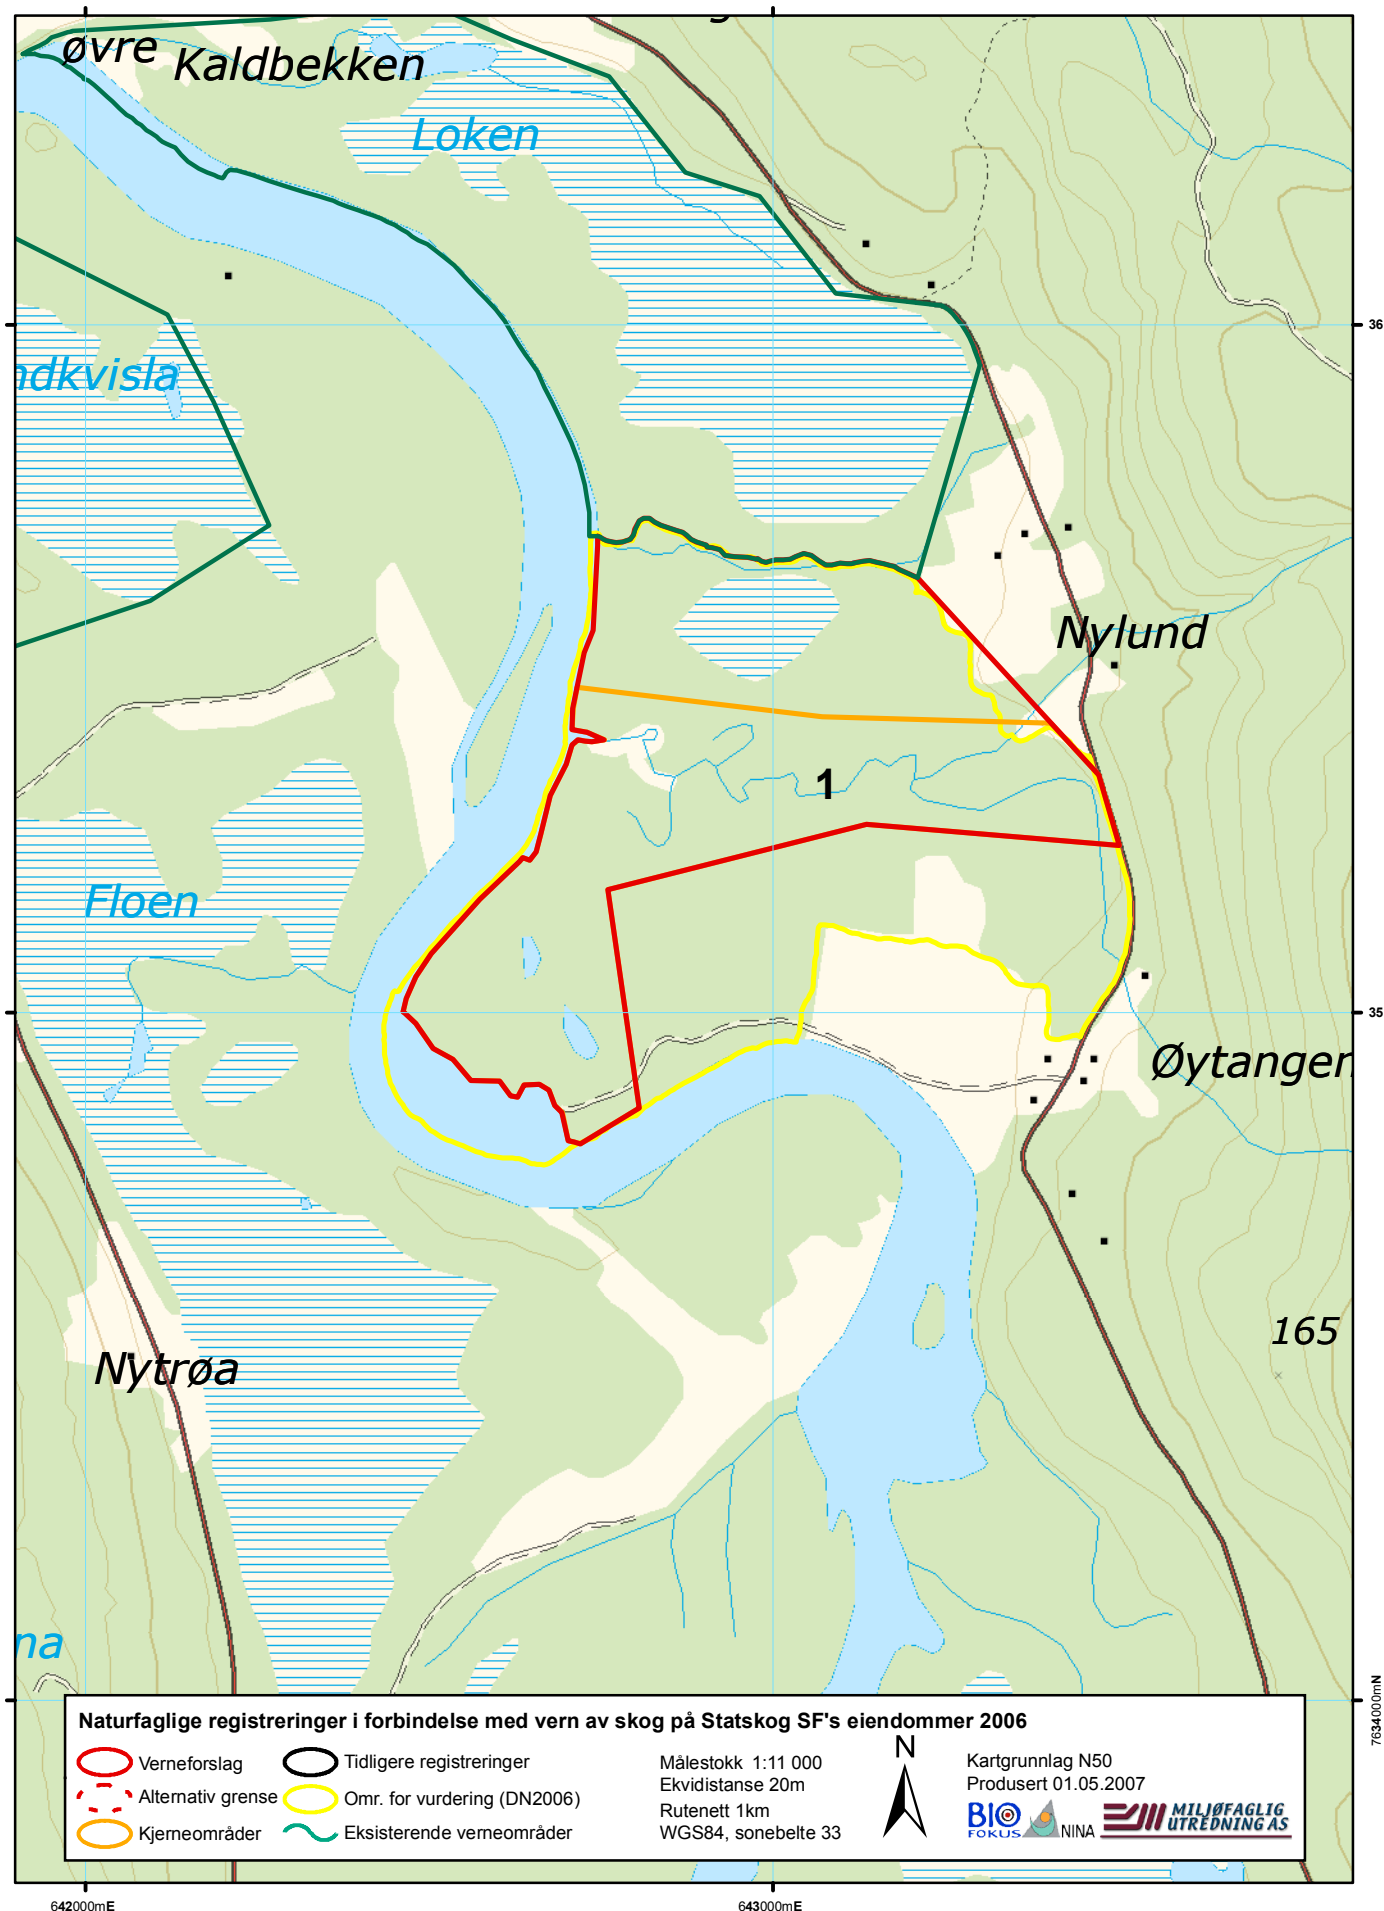 øvre Kaldbekken
Loken
36
ndkvisla
Nylund
1
Floen
35
Øytangen
165
Nytrøa
na
7634000mN
Naturfaglige registreringer i forbindelse med vern av skog på Statskog SF's eiendommer 2006
Verneforslag
Alternativ grense
Kjerneområder
Tidligere registreringer
Omr. for vurdering (DN2006)
Eksisterende verneområder
Målestokk 1:11 000
Ekvidistanse 20m
Rutenett 1km
WGS84, sonebelte 33
N
Kartgrunnlag N50
Produsert 01.05.2007
BIO
FOKUS
NINA
MILJØFAGLIG
UTREDNING AS
642000mE
643000mE